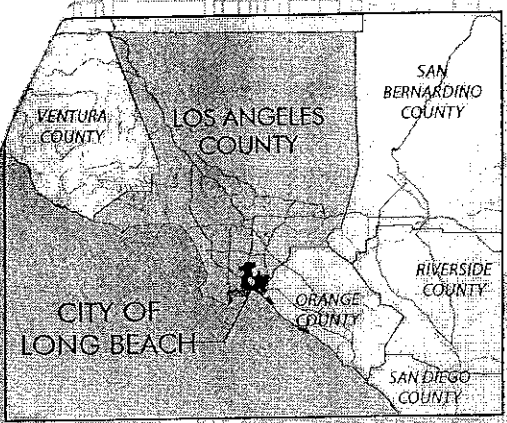 VENTURA
COUNTY
LOS ANGELES
COUNTY
SAN
BERNARDINO
COUNTY
CITY OF
LONG BEACH
ORANGE
COUNTY
RIVERSIDE
COUNTY
SAN DIEGO
COUNTY